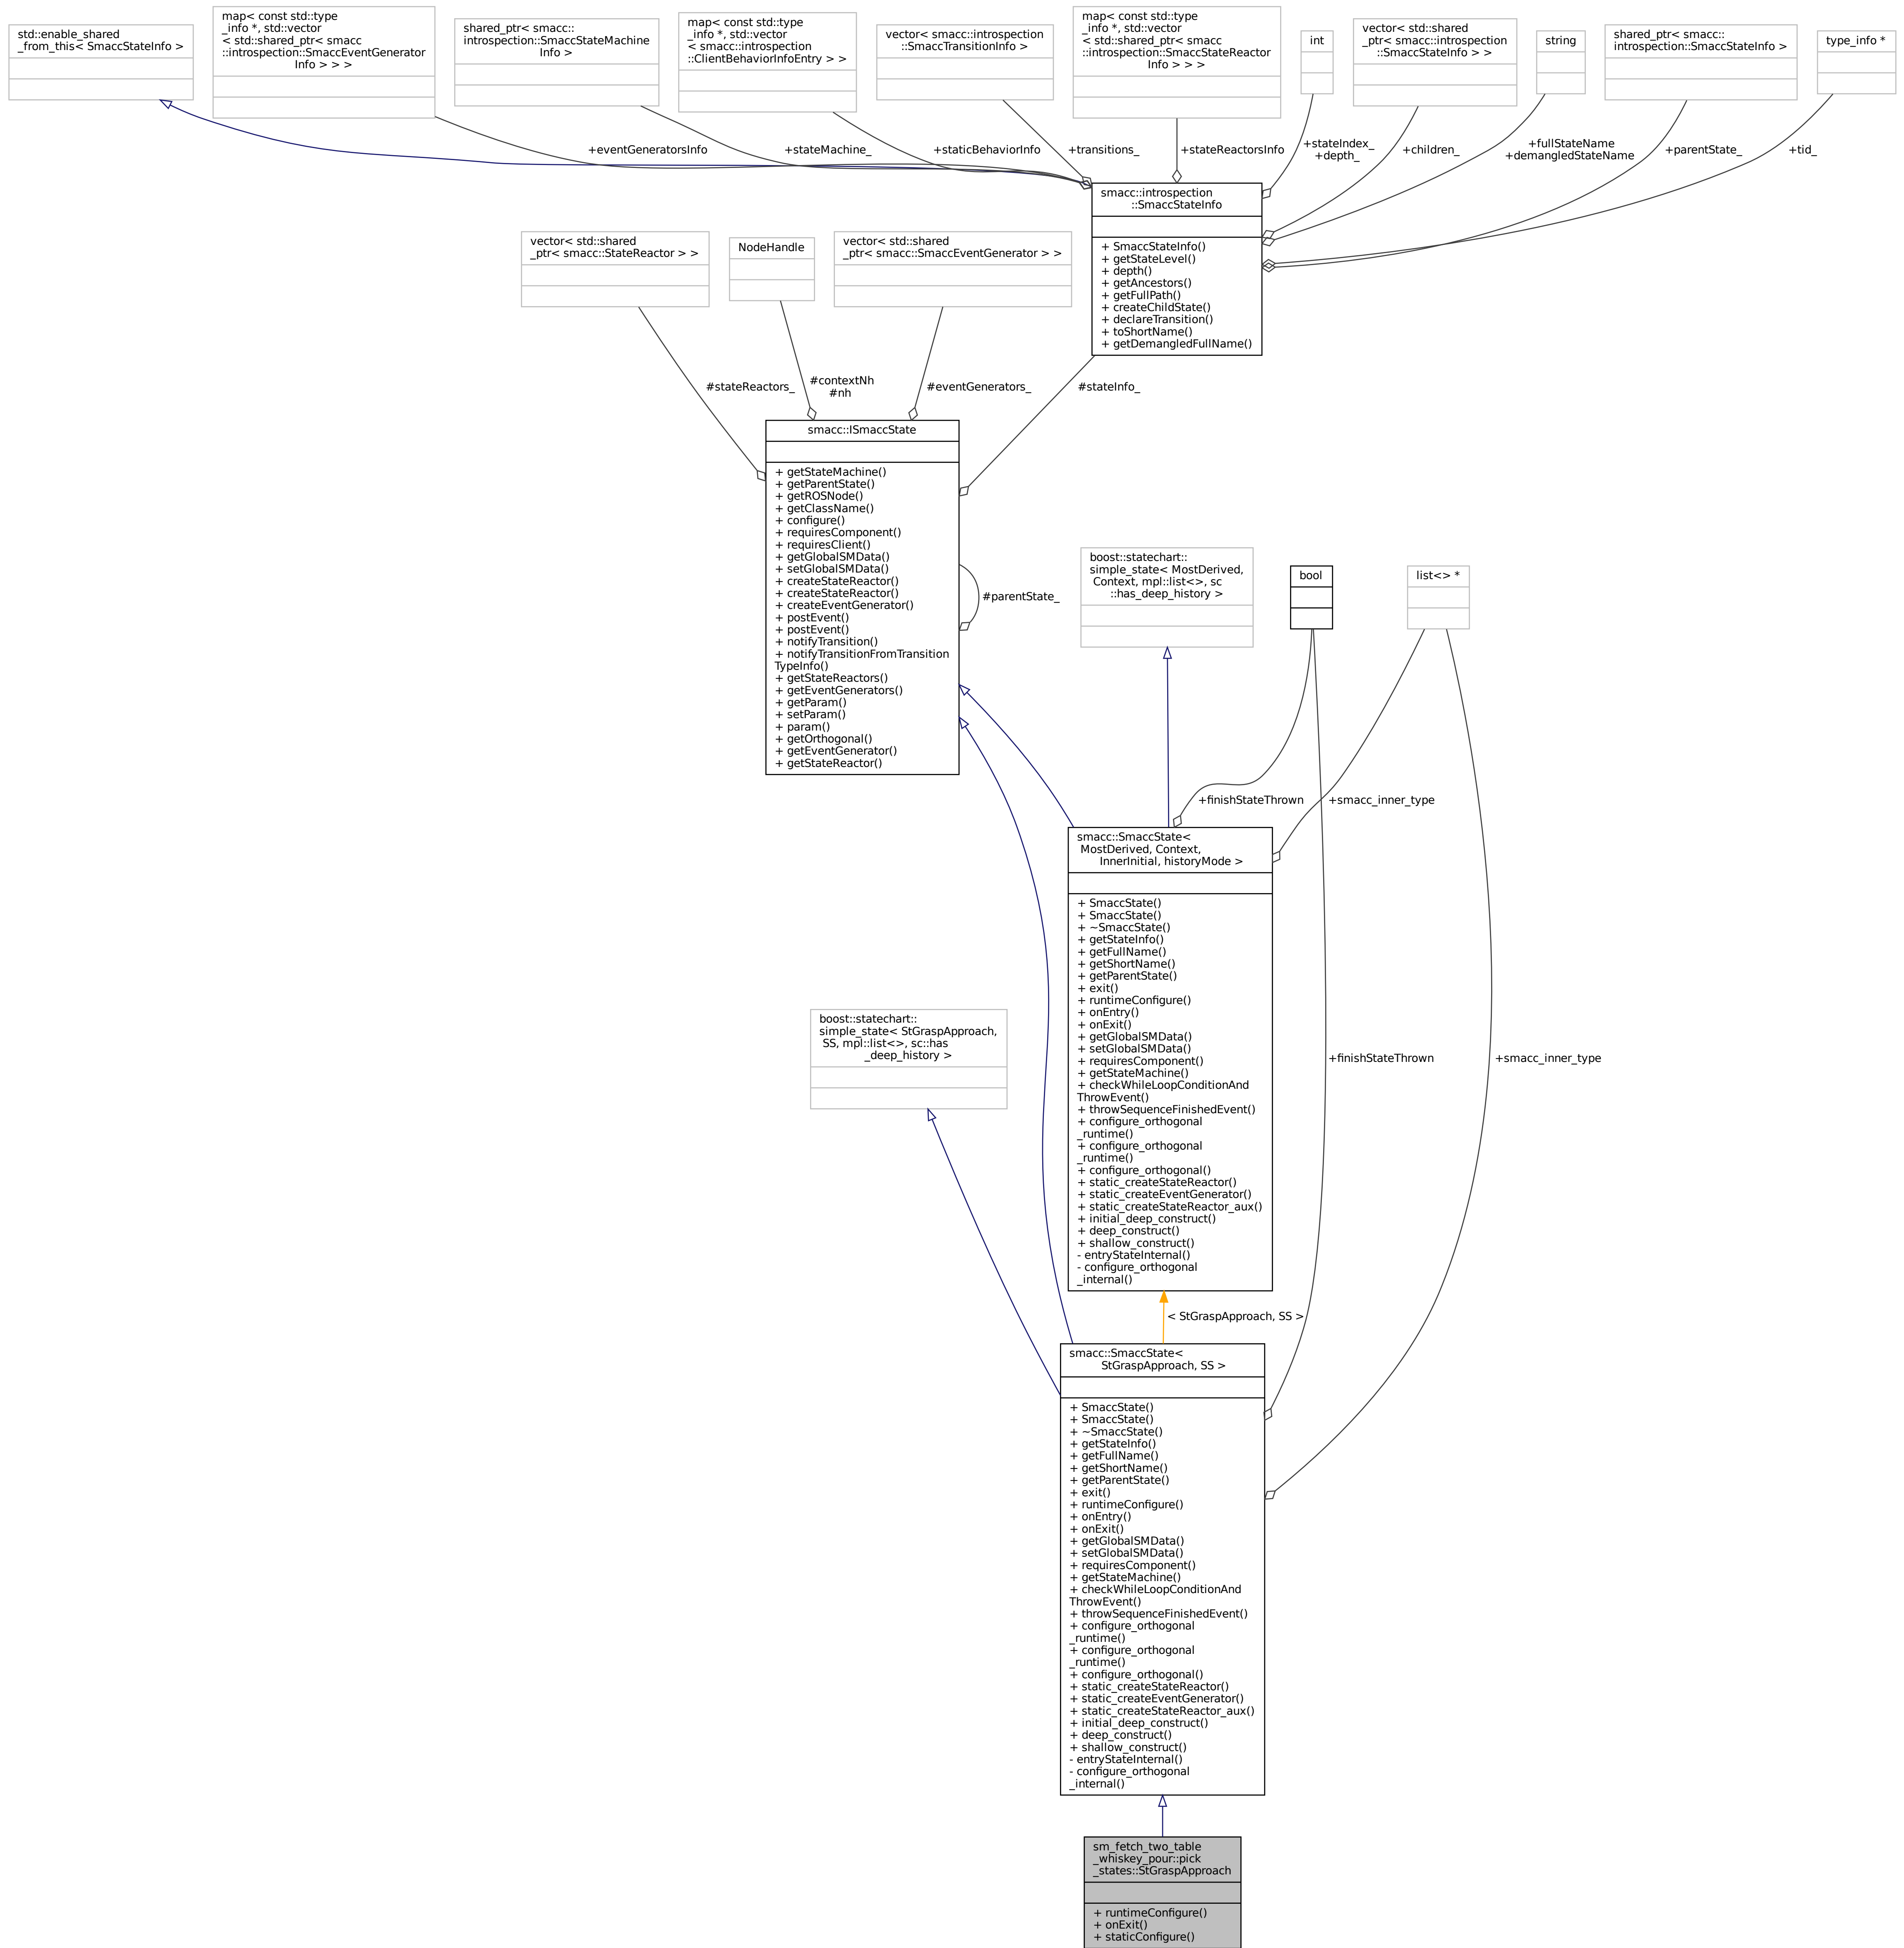 std::enable_shared
_from_this< SmaccStateInfo >
map< const std::type
_info *, std::vector
< std::shared_ptr< smacc
::introspection::SmaccEventGenerator
Info > > >
shared_ptr< smacc::
introspection::SmaccStateMachine
Info >
map< const std::type
_info *, std::vector
< smacc::introspection
::ClientBehaviorInfoEntry > >
vector< smacc::introspection
::SmaccTransitionInfo >
map< const std::type
_info *, std::vector
< std::shared_ptr< smacc
::introspection::SmaccStateReactor
Info > > >
int
vector< std::shared
_ptr< smacc::introspection
::SmaccStateInfo > >
string
shared_ptr< smacc::
introspection::SmaccStateInfo >
type_info *
+eventGeneratorsInfo
+stateMachine_
+staticBehaviorInfo
+transitions_
+stateReactorsInfo
+stateIndex_
+depth_
+children_
+fullStateName
+demangledStateName
+parentState_
+tid_
smacc::introspection
::SmaccStateInfo
+ SmaccStateInfo()
+ getStateLevel()
+ depth()
+ getAncestors()
+ getFullPath()
+ createChildState()
+ declareTransition()
+ toShortName()
+ getDemangledFullName()
vector< std::shared
_ptr< smacc::StateReactor > >
NodeHandle
vector< std::shared
_ptr< smacc::SmaccEventGenerator > >
#stateReactors_
#contextNh
#nh
#eventGenerators_
#stateInfo_
smacc::ISmaccState
+ getStateMachine()
+ getParentState()
+ getROSNode()
+ getClassName()
+ configure()
+ requiresComponent()
+ requiresClient()
+ getGlobalSMData()
+ setGlobalSMData()
+ createStateReactor()
+ createStateReactor()
+ createEventGenerator()
+ postEvent()
+ postEvent()
+ notifyTransition()
+ notifyTransitionFromTransition
TypeInfo()
+ getStateReactors()
+ getEventGenerators()
+ getParam()
+ setParam()
+ param()
+ getOrthogonal()
+ getEventGenerator()
+ getStateReactor()
#parentState_
boost::statechart::
simple_state< MostDerived,
Context, mpl::list<>, sc
::has_deep_history >
bool
list<> *
+finishStateThrown
+smacc_inner_type
smacc::SmaccState<
MostDerived, Context,
InnerInitial, historyMode >
+ SmaccState()
+ SmaccState()
+ ~SmaccState()
+ getStateInfo()
+ getFullName()
+ getShortName()
+ getParentState()
+ exit()
+ runtimeConfigure()
+ onEntry()
+ onExit()
+ getGlobalSMData()
+ setGlobalSMData()
+ requiresComponent()
+ getStateMachine()
+ checkWhileLoopConditionAnd
ThrowEvent()
+ throwSequenceFinishedEvent()
+ configure_orthogonal
_runtime()
+ configure_orthogonal
_runtime()
+ configure_orthogonal()
+ static_createStateReactor()
+ static_createEventGenerator()
+ static_createStateReactor_aux()
+ initial_deep_construct()
+ deep_construct()
+ shallow_construct()
- entryStateInternal()
- configure_orthogonal
_internal()
boost::statechart::
simple_state< StGraspApproach,
SS, mpl::list<>, sc::has
_deep_history >
+finishStateThrown
+smacc_inner_type
< StGraspApproach, SS >
smacc::SmaccState<
StGraspApproach, SS >
+ SmaccState()
+ SmaccState()
+ ~SmaccState()
+ getStateInfo()
+ getFullName()
+ getShortName()
+ getParentState()
+ exit()
+ runtimeConfigure()
+ onEntry()
+ onExit()
+ getGlobalSMData()
+ setGlobalSMData()
+ requiresComponent()
+ getStateMachine()
+ checkWhileLoopConditionAnd
ThrowEvent()
+ throwSequenceFinishedEvent()
+ configure_orthogonal
_runtime()
+ configure_orthogonal
_runtime()
+ configure_orthogonal()
+ static_createStateReactor()
+ static_createEventGenerator()
+ static_createStateReactor_aux()
+ initial_deep_construct()
+ deep_construct()
+ shallow_construct()
- entryStateInternal()
- configure_orthogonal
_internal()
sm_fetch_two_table
_whiskey_pour::pick
_states::StGraspApproach
+ runtimeConfigure()
+ onExit()
+ staticConfigure()